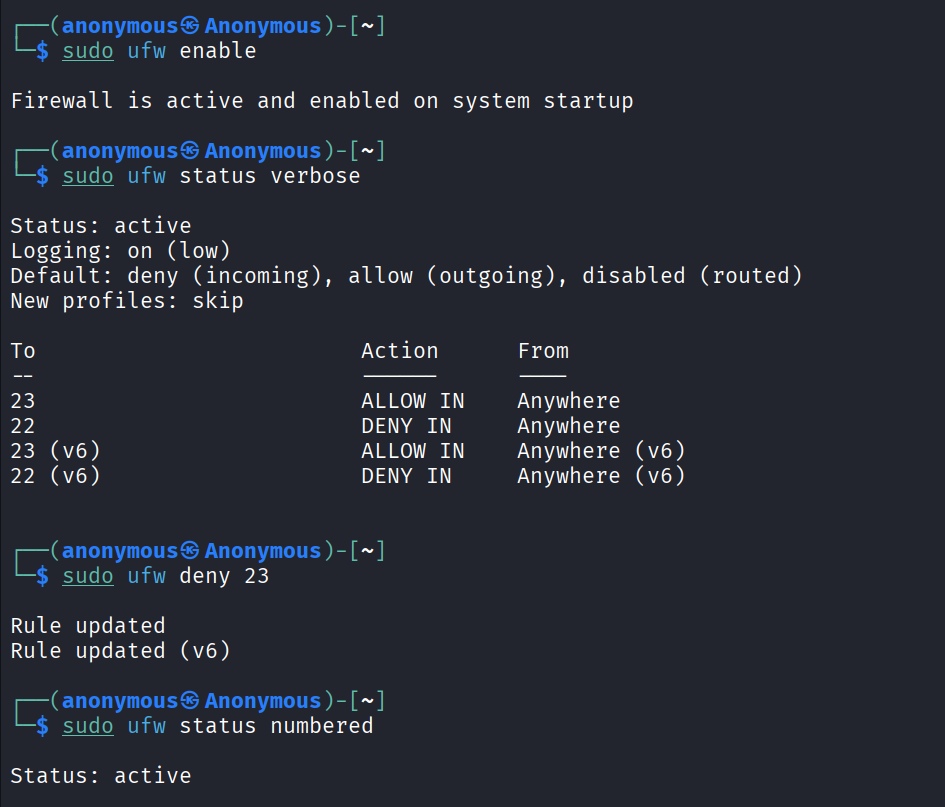 ┌──(anonymous㉿Anonymous)-[~]
└─$ sudo ufw enable
Firewall is active and enabled on system startup
┌──(anonymous㉿Anonymous)-[~]
└─$ sudo ufw status verbose
Status: active
Logging: on (low)
Default: deny (incoming), allow (outgoing), disabled (routed)
New profiles: skip
To                         Action      From
--                         ------      ----
23                         ALLOW IN    Anywhere
22                         DENY IN     Anywhere
23 (v6)                    ALLOW IN    Anywhere (v6)
22 (v6)                    DENY IN     Anywhere (v6)
┌──(anonymous㉿Anonymous)-[~]
└─$ sudo ufw deny 23
Rule updated
Rule updated (v6)
┌──(anonymous㉿Anonymous)-[~]
└─$ sudo ufw status numbered
Status: active